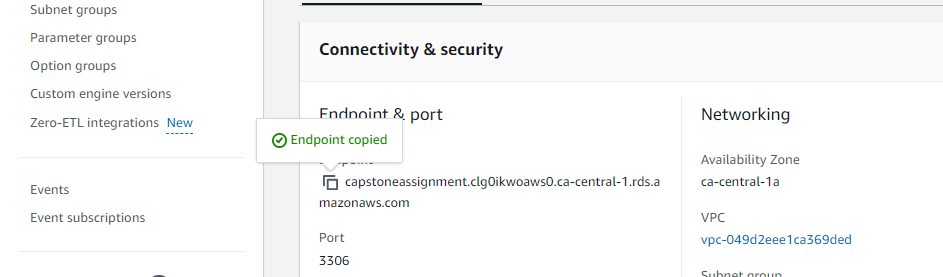 Subnet groups
Parameter groups
Option groups
Custom engine versions
Zero-ETL integrations New
Events
Event subscriptions
Connectivity & security
Endpoint & port
Endpoint copied
capstoneassignment.clg0ikwoaws0.ca-central-1.rds.a
mazonaws.com
Port
3306
Networking
Availability Zone
ca-central-1a
VPC
vpc-049d2eee1ca369ded
Subnet group